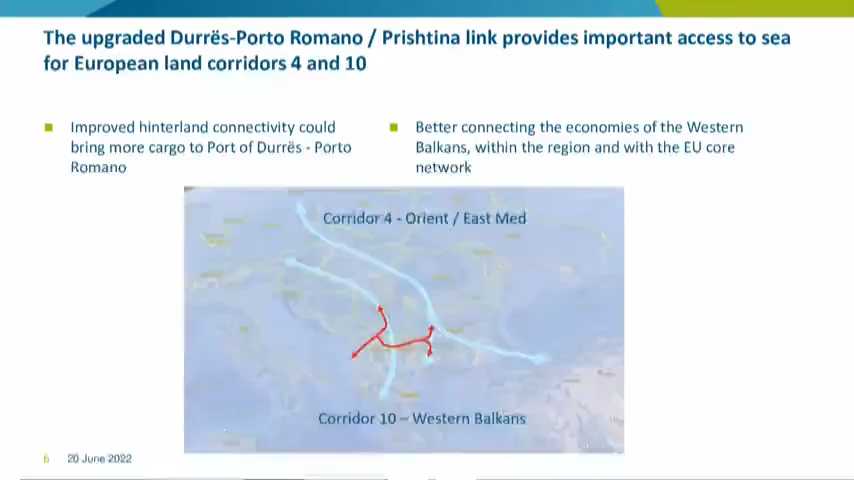 The upgraded Durrës-Porto Romano / Prishtina link provides important access to sea
for European land corridors 4 and 10
Improved hinterland connectivity could
bring more cargo to Port of Durrës - Porto
Romano
Better connecting the economies of the Western
Balkans, within the region and with the EU core
network
Corridor 4 - Orient / East Med
Corridor 10 – Western Balkans
6 20 June 2022